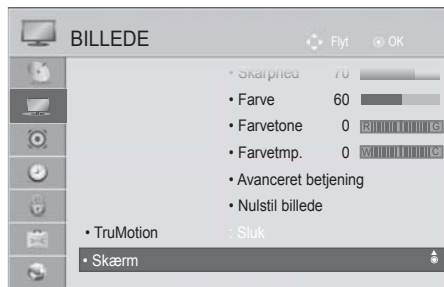 BILLEDE Flyt OK
• Skarphed 70
• Farve 60
• Farvetone 0 R G
• Farvetmp. 0 W C
• Avanceret betjening
• Nulstil billede
• TruMotion : Sluk
• Skærm